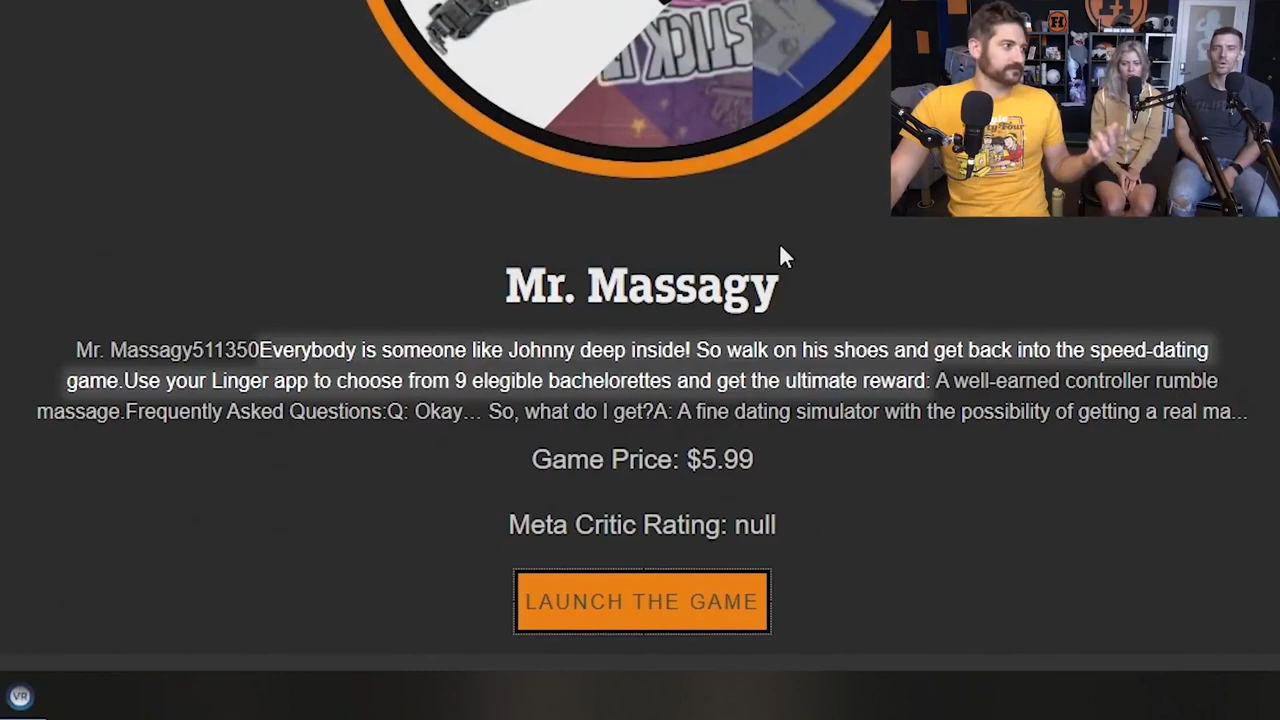 STICK IT
Mr. Massagy
Mr. Massagy511350Everybody is someone like Johnny deep inside! So walk on his shoes and get back into the speed-dating
game.Use your Linger app to choose from 9 elegible bachelorettes and get the ultimate reward: A well-earned controller rumble
massage.Frequently Asked Questions:Q: Okay... So, what do I get?A: A fine dating simulator with the possibility of getting a real ma...
Game Price: $5.99
Meta Critic Rating: null
LAUNCH THE GAME
VR